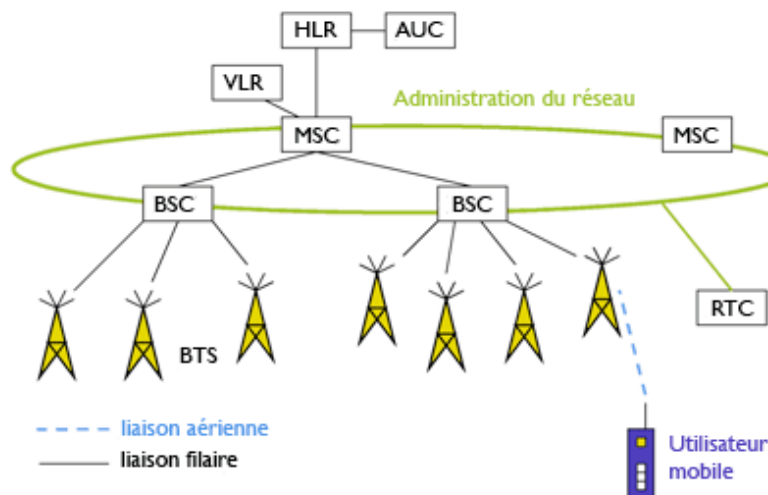 HLR
AUC
VLR
Administration du réseau
MSC
MSC
BSC
BSC
RTC
BTS
liaison aérienne
liaison filaire
Utilisateur
mobile